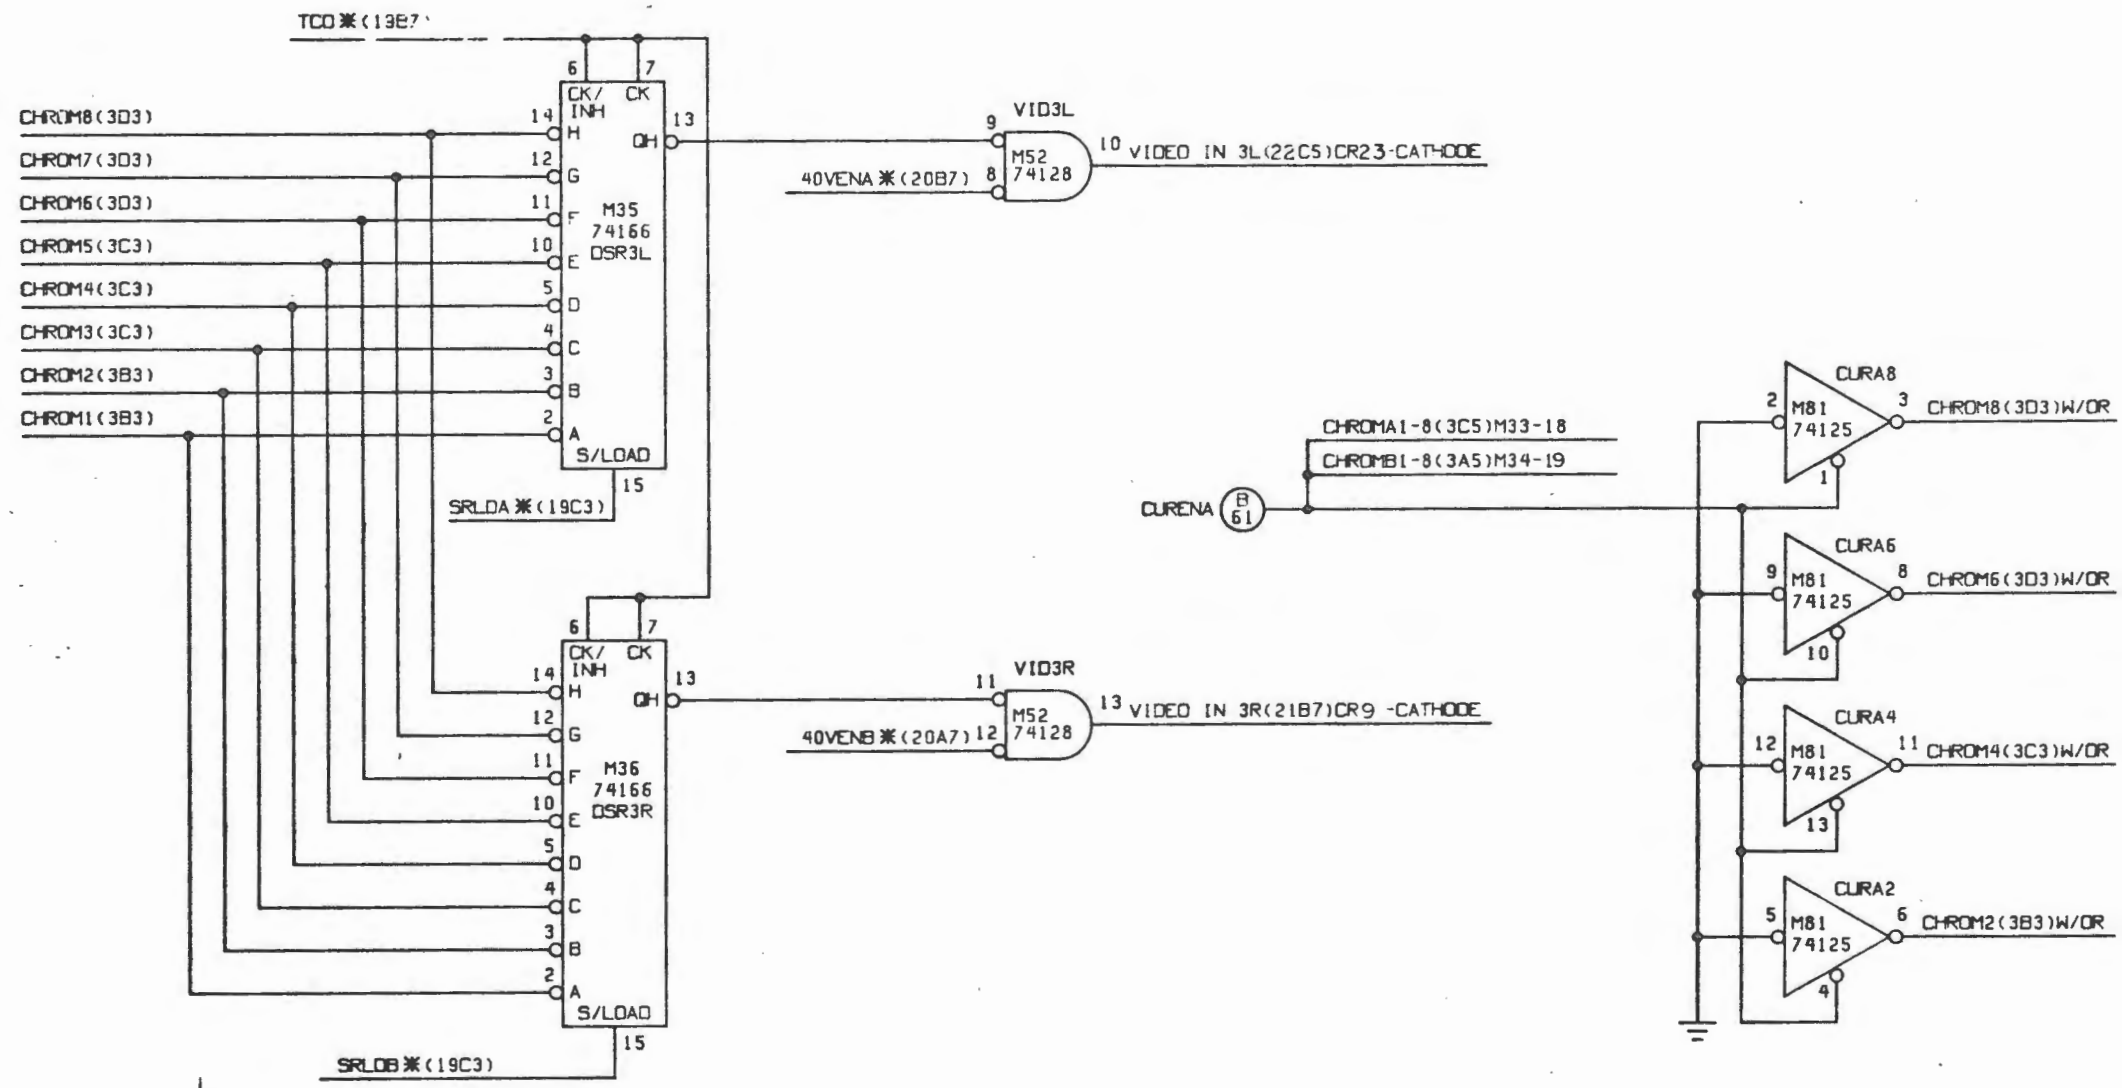 TCO*(19B7
6 7
CK/ CK
INH
CHROM8(3D3)
14 H
QH 13
CHROM7(3D3)
12 G
CHROM6(3D3)
11 F
M35
74166
DSR3L
CHROM5(3C3)
10 E
CHROM4(3C3)
5 D
CHROM3(3C3)
4 C
CHROM2(3B3)
3 B
CHROM1(3B3)
2 A
S/LOAD
15
SRLDA*(19C3)
VID3L
9
M52
74128
10 VIDEO IN 3L(22C5)CR23-CATHODE
40VENA*(20B7) 8
6 7
CK/ CK
INH
14 H
QH 13
12 G
11 F
M36
74166
DSR3R
10 E
5 D
4 C
3 B
2 A
S/LOAD
15
SRLDB*(19C3)
VID3R
11
M52
74128
13 VIDEO IN 3R(21B7)CR9 -CATHODE
40VENB*(20A7) 12
CHROMA1-8(3C5)M33-18
CHROMB1-8(3A5)M34-19
CURENA B
61
CURA8
2 M81
74125
3 CHROM8(3D3)W/OR
1
CURA6
9 M81
74125
8 CHROM6(3D3)W/OR
10
CURA4
12 M81
74125
11 CHROM4(3C3)W/OR
13
CURA2
5 M81
74125
6 CHROM2(3B3)W/OR
4